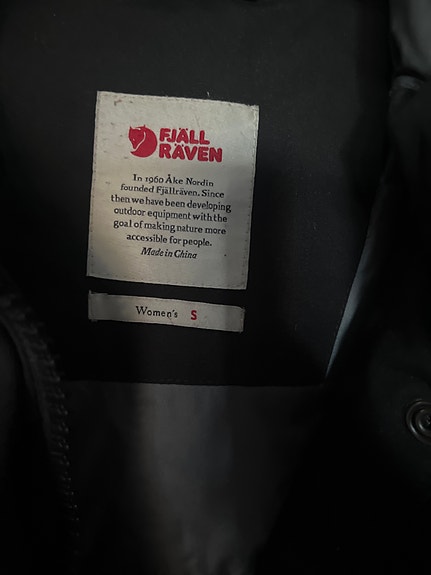 FJÄLL
RÄVEN
In 1960 Åke Nordin
founded Fjällräven. Since
then we have been developing
outdoor equipment with the
goal of making nature more
accessible for people.
Made in China
Women's S